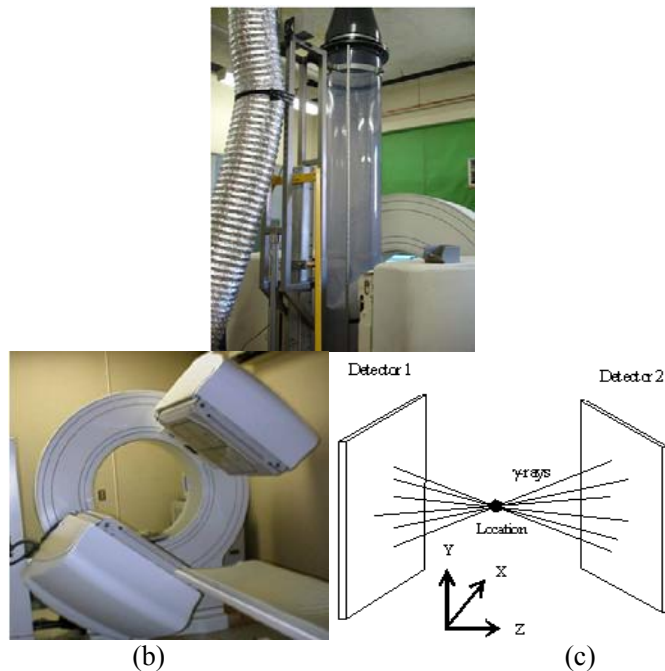 Detector 1
Detector 2
γ-rays
Location
Y
X
Z
(b)
(c)